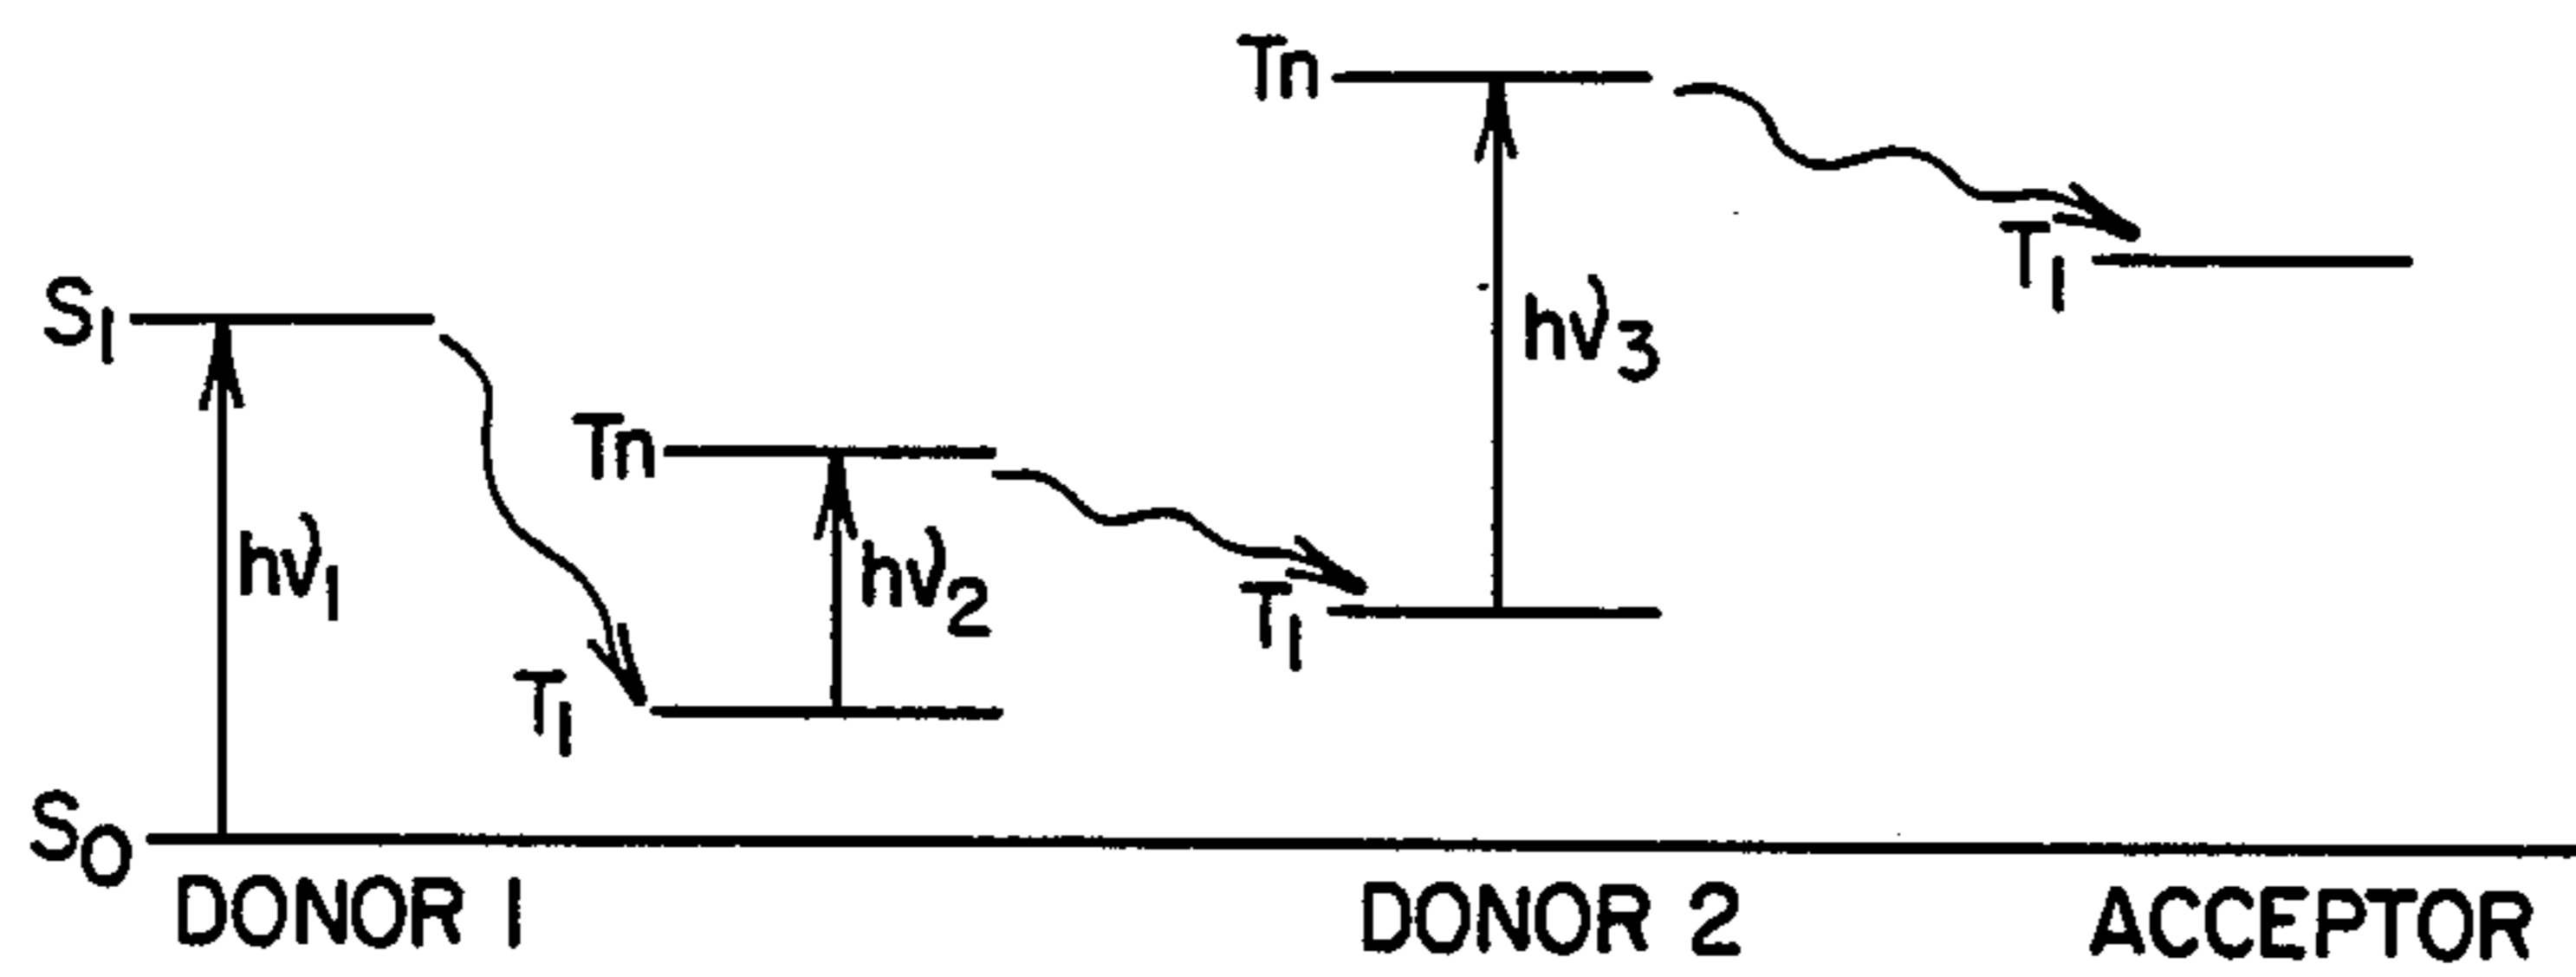 Tn
T₁
hν₃
S₁
Tn
hν₁
hν₂
T₁
T₁
S₀
DONOR 1
DONOR 2
ACCEPTOR